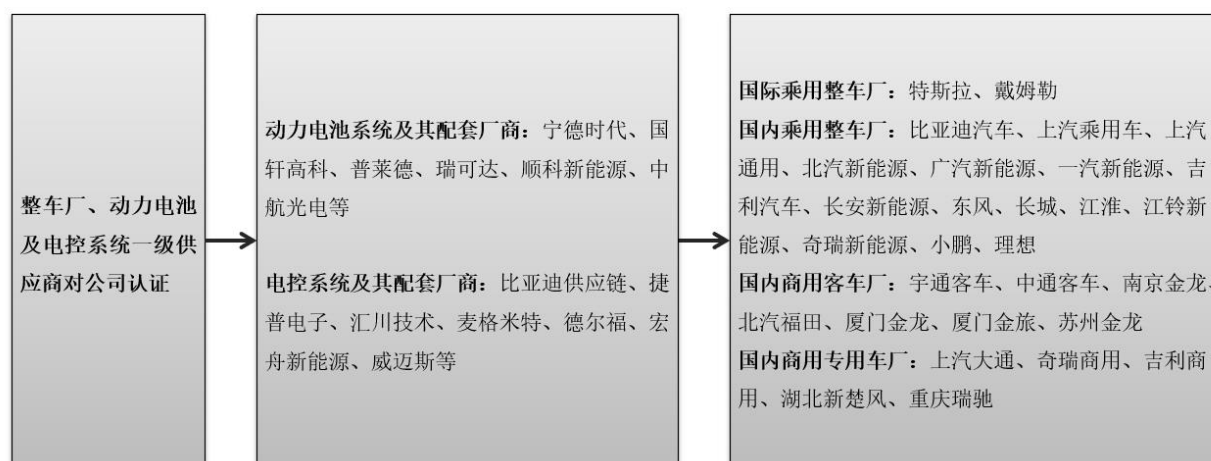 整车厂、动力电池
及电控系统一级供
应商对公司认证
动力电池系统及其配套厂商：宁德时代、国
轩高科、普莱德、瑞可达、顺科新能源、中
航光电等
电控系统及其配套厂商：比亚迪供应链、捷
普电子、汇川技术、麦格米特、德尔福、宏
舟新能源、威迈斯等
国际乘用整车厂：特斯拉、戴姆勒
国内乘用整车厂：比亚迪汽车、上汽乘用车、上汽
通用、北汽新能源、广汽新能源、一汽新能源、吉
利汽车、长安新能源、东风、长城、江淮、江铃新
能源、奇瑞新能源、小鹏、理想
国内商用客车厂：宇通客车、中通客车、南京金龙、
北汽福田、厦门金龙、厦门金旅、苏州金龙
国内商用专用车厂：上汽大通、奇瑞商用、吉利商
用、湖北新楚风、重庆瑞驰